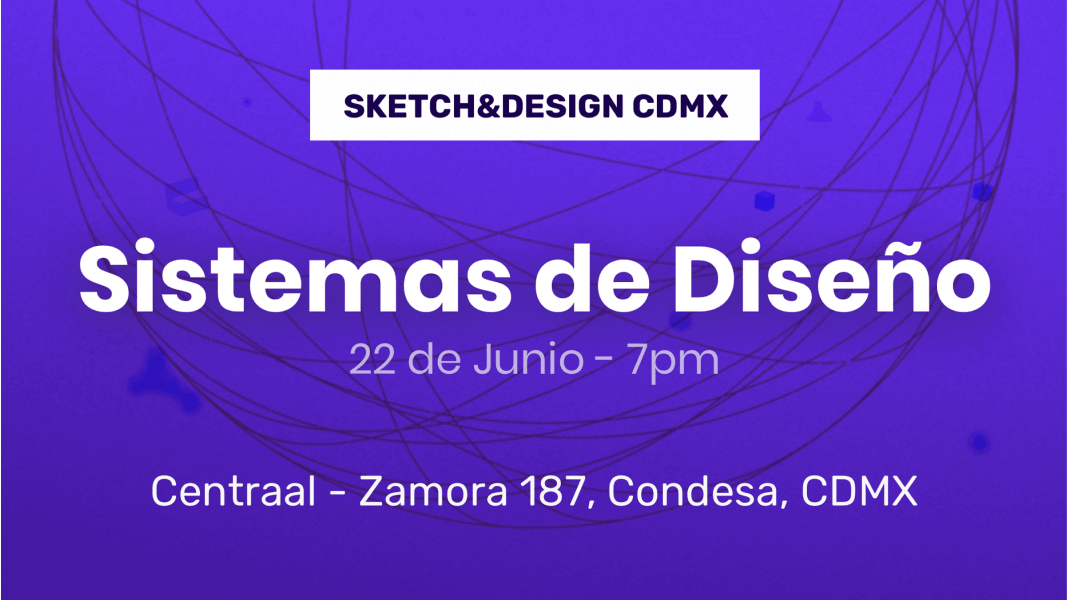 SKETCH&DESIGN CDMX
Sistemas de Diseño
22 de Junio - 7pm
Centraal - Zamora 187, Condesa, CDMX